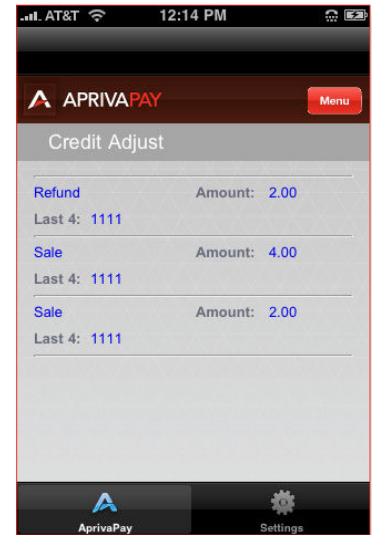 AT&T 12:14 PM
APRIVAPAY Menu
Credit Adjust
Refund Amount: 2.00
Last 4: 1111
Sale Amount: 4.00
Last 4: 1111
Sale Amount: 2.00
Last 4: 1111
AprivaPay Settings